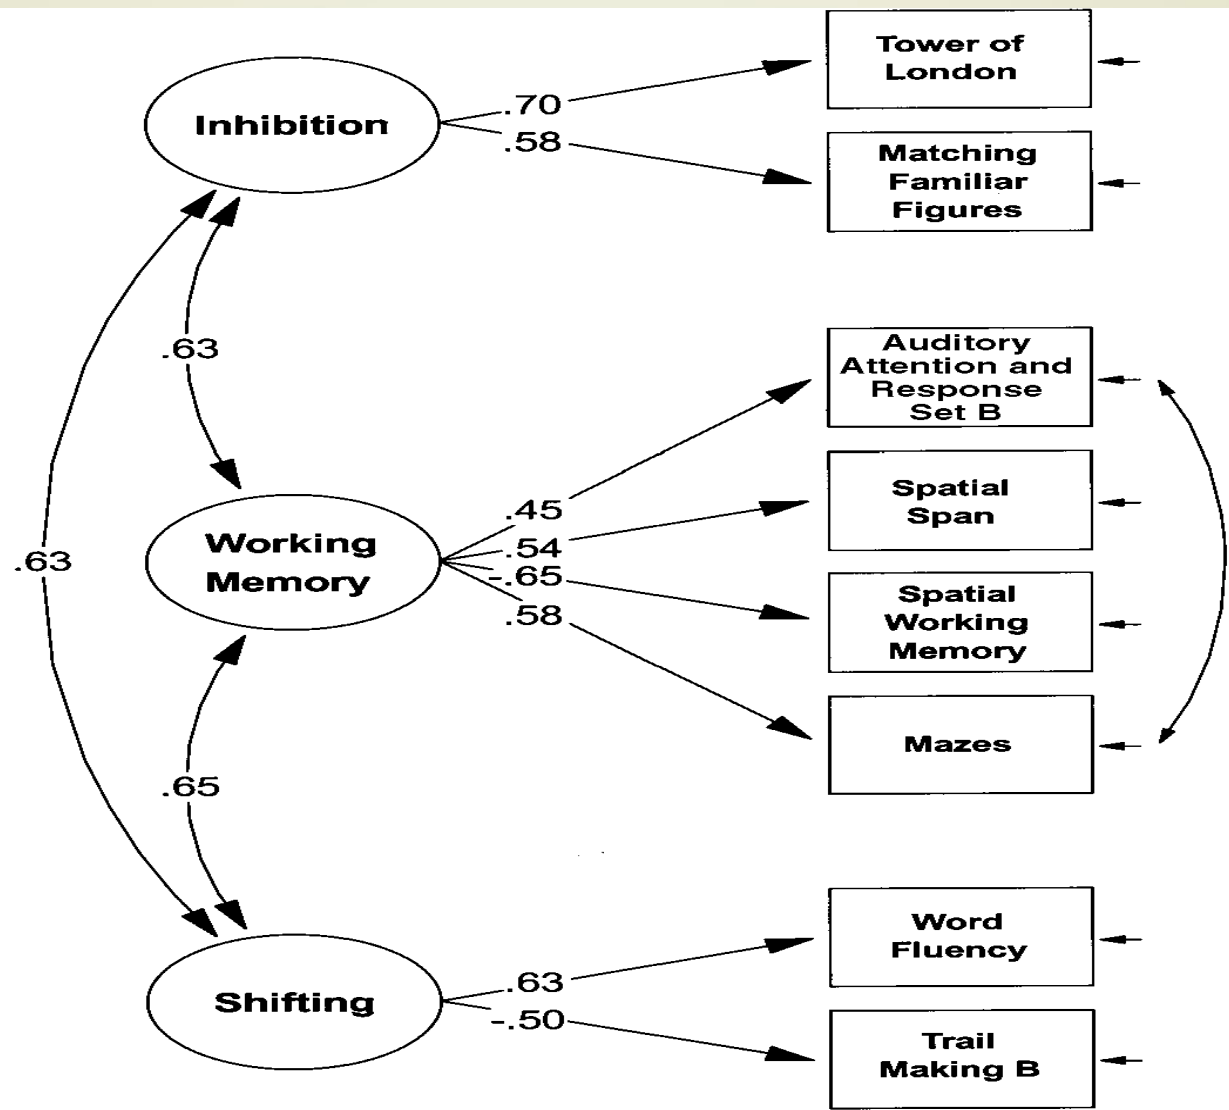 Tower of
London
.70
Inhibition
.58
Matching
Familiar
Figures
.63
Auditory
Attention and
Response
Set B
.45
Spatial
Span
Working
Memory
.54
.63
-.65
.58
Spatial
Working
Memory
Mazes
.65
Word
Fluency
.63
Shifting
-.50
Trail
Making B